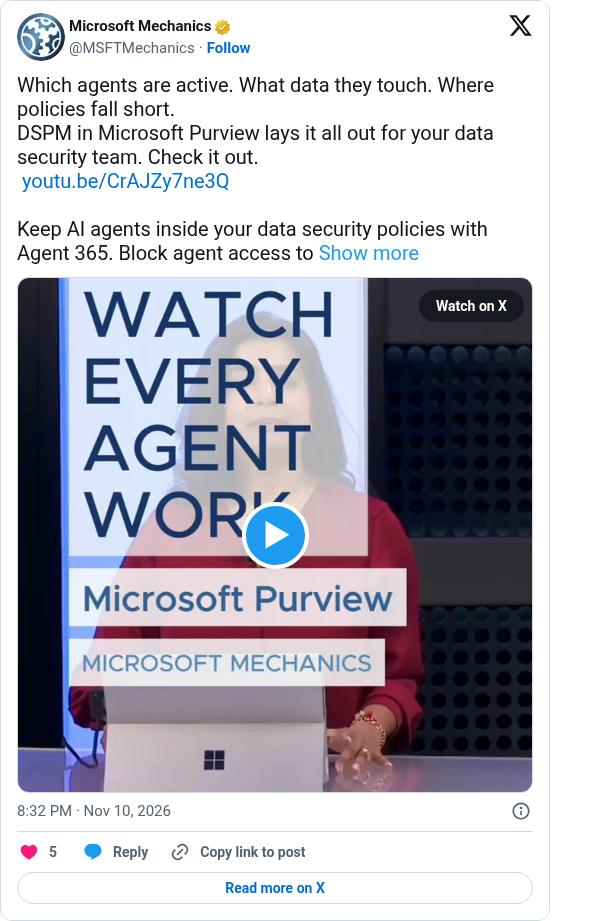 Microsoft Mechanics
@MSFTMechanics · Follow
Which agents are active. What data they touch. Where
policies fall short.
DSPM in Microsoft Purview lays it all out for your data
security team. Check it out.
youtu.be/CrAJZy7ne3Q
Keep AI agents inside your data security policies with
Agent 365. Block agent access to Show more
Watch on X
WATCH
EVERY
AGENT
WORK
Microsoft Purview
MICROSOFT MECHANICS
8:32 PM · Nov 10, 2026
5 Reply Copy link to post
Read more on X